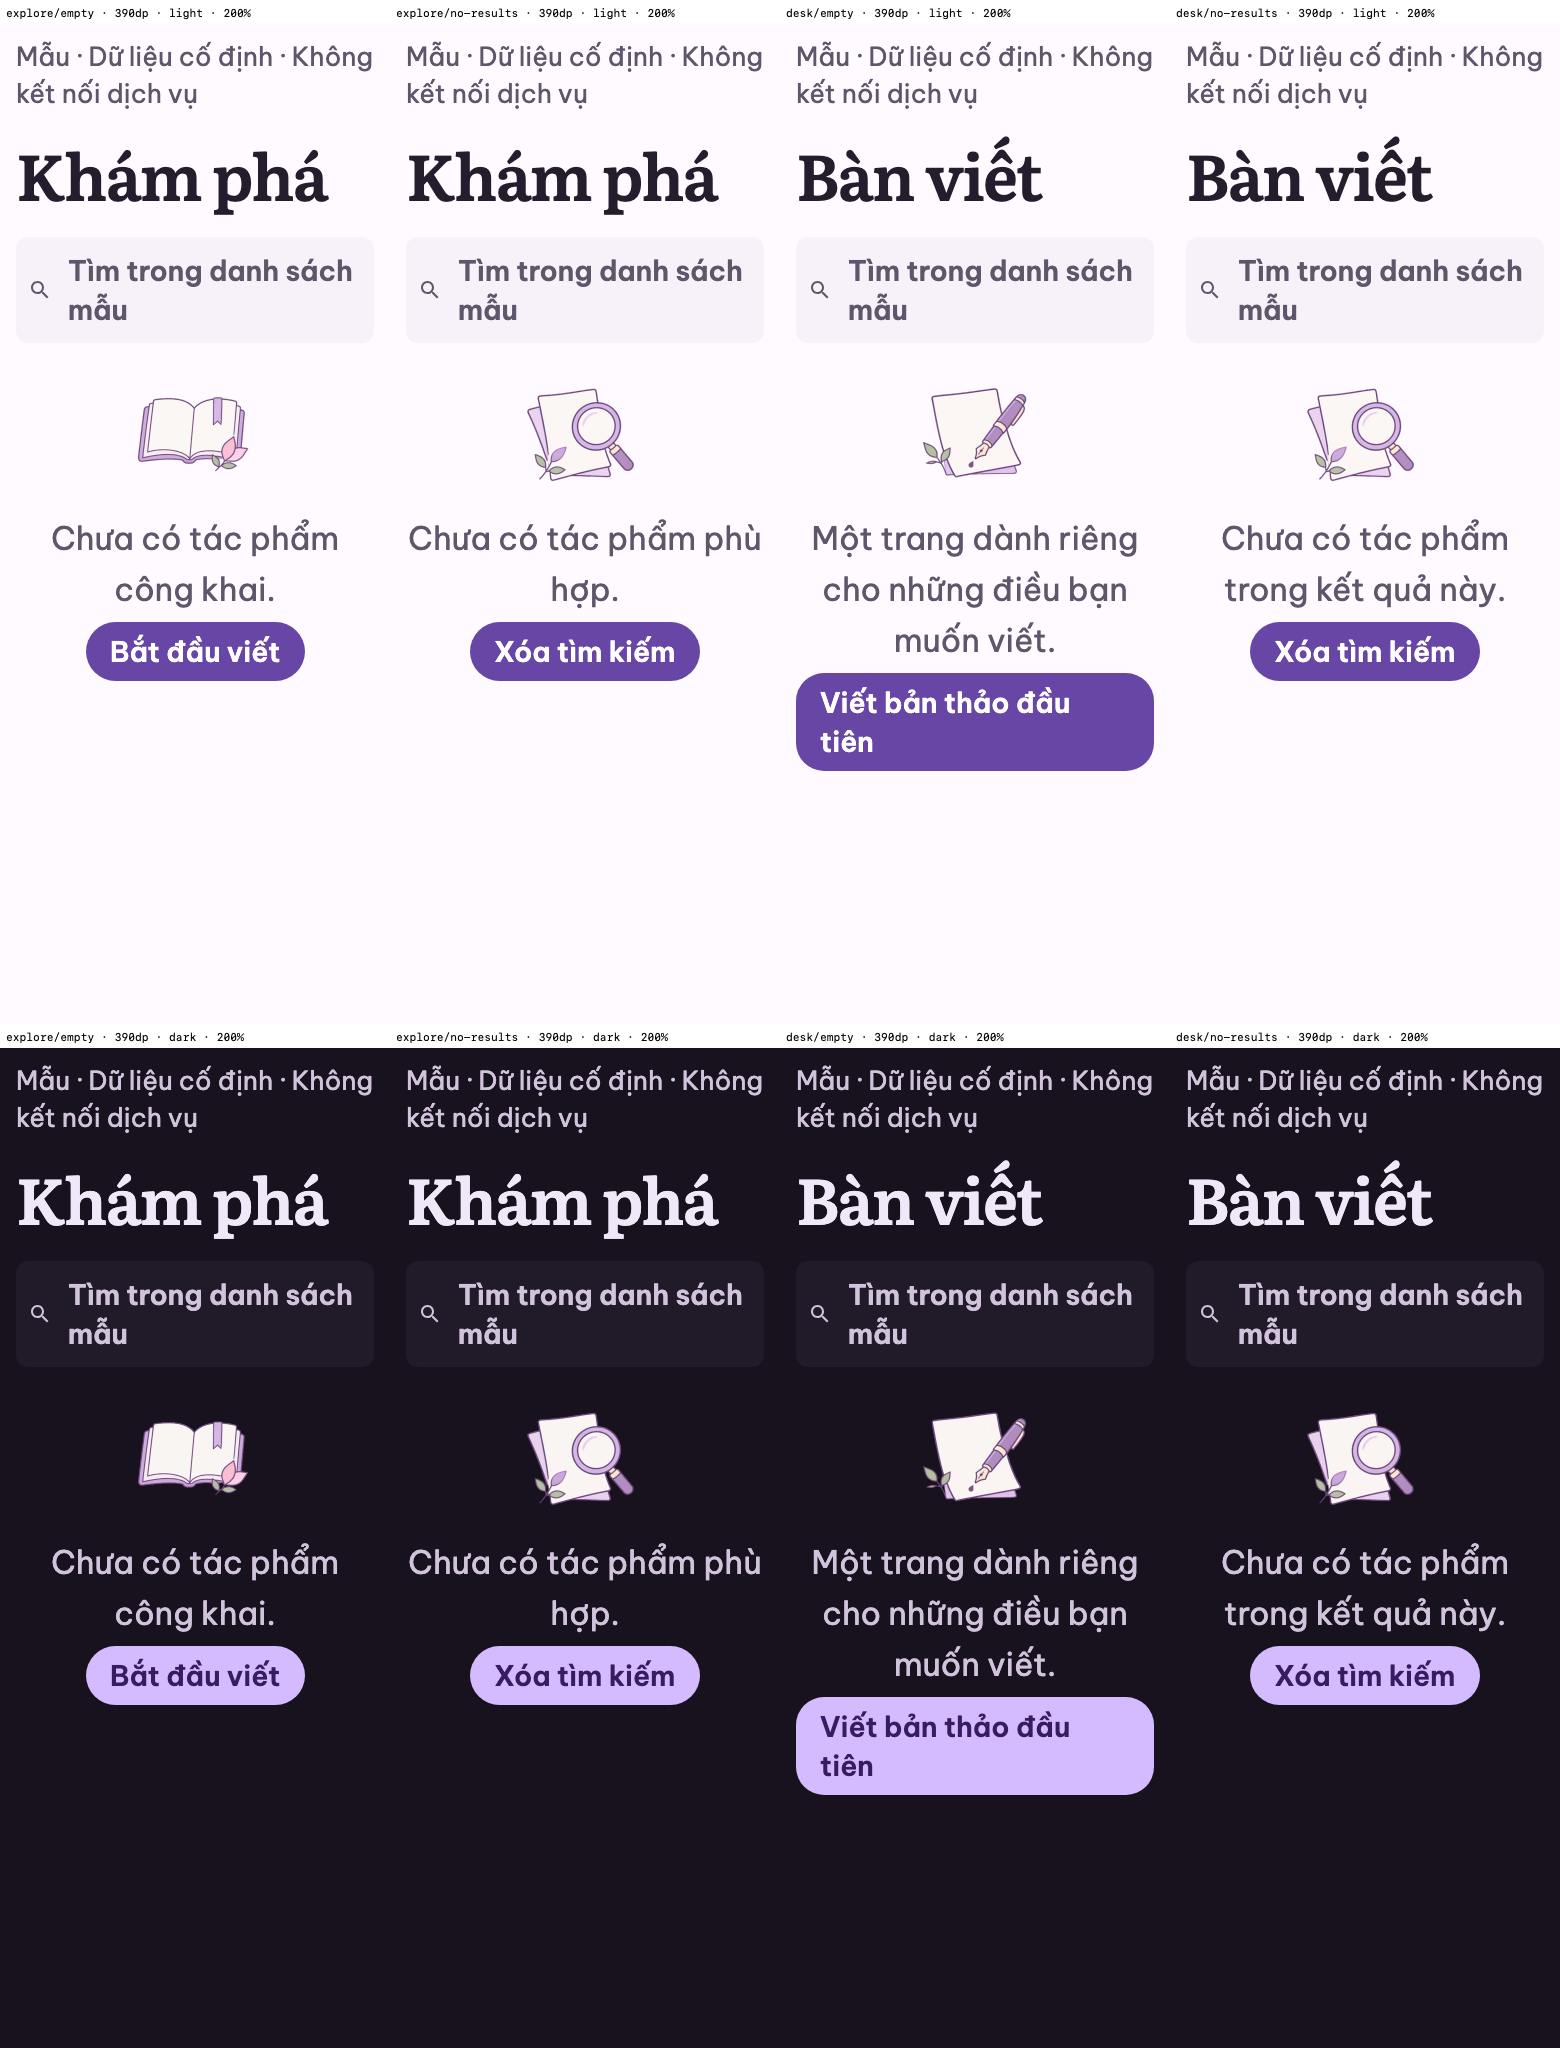 explore/empty · 390dp · light · 200%
Mẫu · Dữ liệu cố định · Không
kết nối dịch vụ
Khám phá
Tìm trong danh sách
mẫu
Chưa có tác phẩm
công khai.
Bắt đầu viết
explore/no-results · 390dp · light · 200%
Mẫu · Dữ liệu cố định · Không
kết nối dịch vụ
Khám phá
Tìm trong danh sách
mẫu
Chưa có tác phẩm phù
hợp.
Xóa tìm kiếm
desk/empty · 390dp · light · 200%
Mẫu · Dữ liệu cố định · Không
kết nối dịch vụ
Bàn viết
Tìm trong danh sách
mẫu
Một trang dành riêng
cho những điều bạn
muốn viết.
Viết bản thảo đầu
tiên
desk/no-results · 390dp · light · 200%
Mẫu · Dữ liệu cố định · Không
kết nối dịch vụ
Bàn viết
Tìm trong danh sách
mẫu
Chưa có tác phẩm
trong kết quả này.
Xóa tìm kiếm
explore/empty · 390dp · dark · 200%
Mẫu · Dữ liệu cố định · Không
kết nối dịch vụ
Khám phá
Tìm trong danh sách
mẫu
Chưa có tác phẩm
công khai.
Bắt đầu viết
explore/no-results · 390dp · dark · 200%
Mẫu · Dữ liệu cố định · Không
kết nối dịch vụ
Khám phá
Tìm trong danh sách
mẫu
Chưa có tác phẩm phù
hợp.
Xóa tìm kiếm
desk/empty · 390dp · dark · 200%
Mẫu · Dữ liệu cố định · Không
kết nối dịch vụ
Bàn viết
Tìm trong danh sách
mẫu
Một trang dành riêng
cho những điều bạn
muốn viết.
Viết bản thảo đầu
tiên
desk/no-results · 390dp · dark · 200%
Mẫu · Dữ liệu cố định · Không
kết nối dịch vụ
Bàn viết
Tìm trong danh sách
mẫu
Chưa có tác phẩm
trong kết quả này.
Xóa tìm kiếm